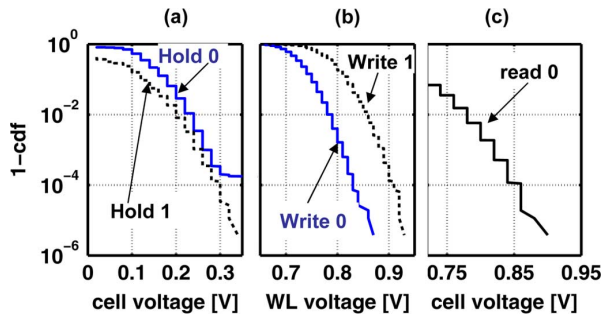 (a) (b) (c)
10^0
10^-2
10^-4
10^-6
1-cdf
Hold 0
Hold 1
Write 1
Write 0
read 0
0 0.1 0.2 0.3
0.7 0.8 0.9
0.75 0.85 0.95
cell voltage [V] WL voltage [V] cell voltage [V]